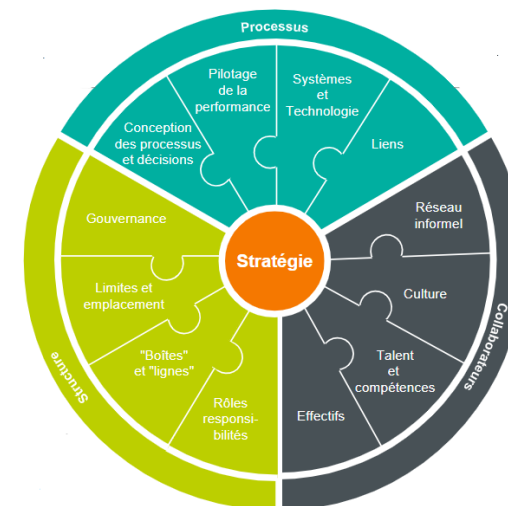 Processus
Pilotage
de la
performance
Systèmes
et
Technologie
Conception
des processus
et décisions
Liens
Gouvernance
Réseau
informel
Stratégie
Limites et
emplacement
Culture
"Boîtes"
et "lignes"
Talent
et
compétences
Rôles
responsi-
bilités
Effectifs
Structure
Collaborateurs